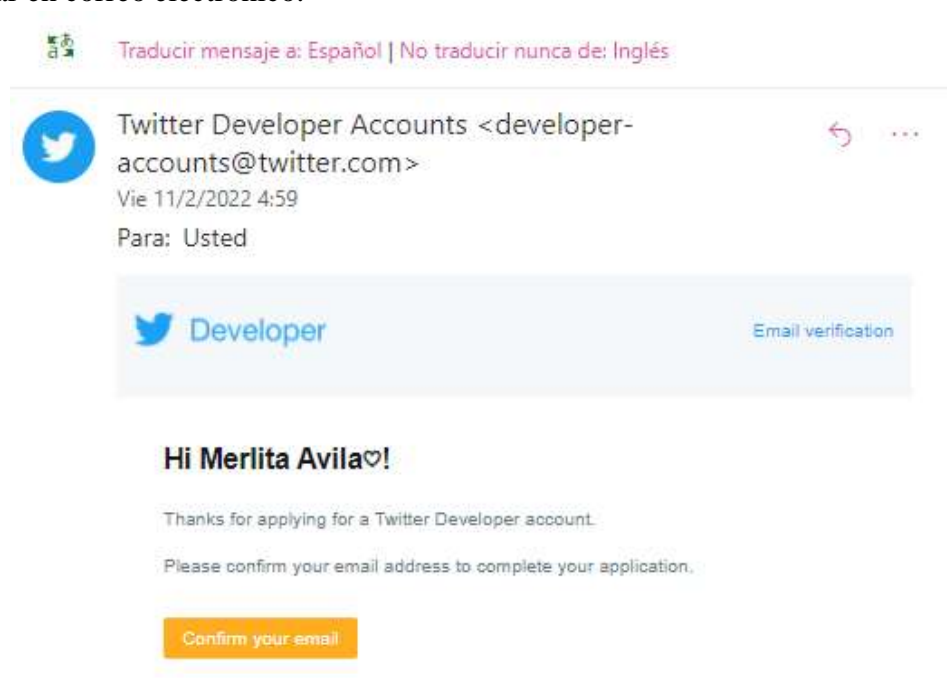 Traducir mensaje a: Español | No traducir nunca de: Inglés
Twitter Developer Accounts <developer-
accounts@twitter.com>
Vie 11/2/2022 4:59
Para: Usted
Developer
Email verification
Hi Merlita Avila♡!
Thanks for applying for a Twitter Developer account.
Please confirm your email address to complete your application.
Confirm your email